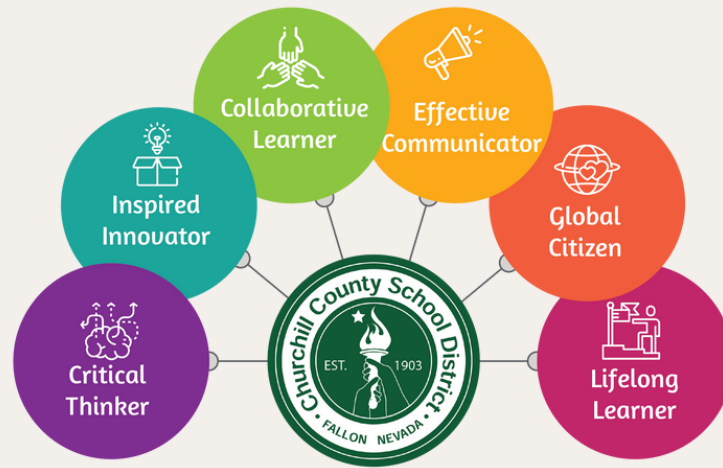 Collaborative
Learner
Effective
Communicator
Inspired
Innovator
Global
Citizen
Critical
Thinker
Lifelong
Learner
Churchill County School District
EST. 1903
• FALLON NEVADA •